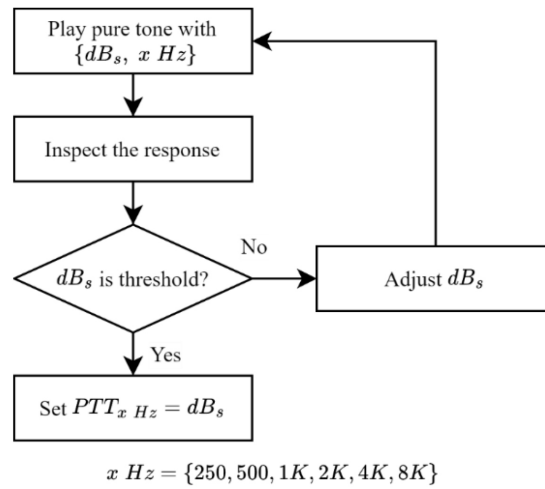 Play pure tone with
{dB_s, x Hz}
Inspect the response
No
dB_s is threshold?
Adjust dB_s
Yes
Set PTT_{x Hz} = dB_s
x Hz = {250, 500, 1K, 2K, 4K, 8K}